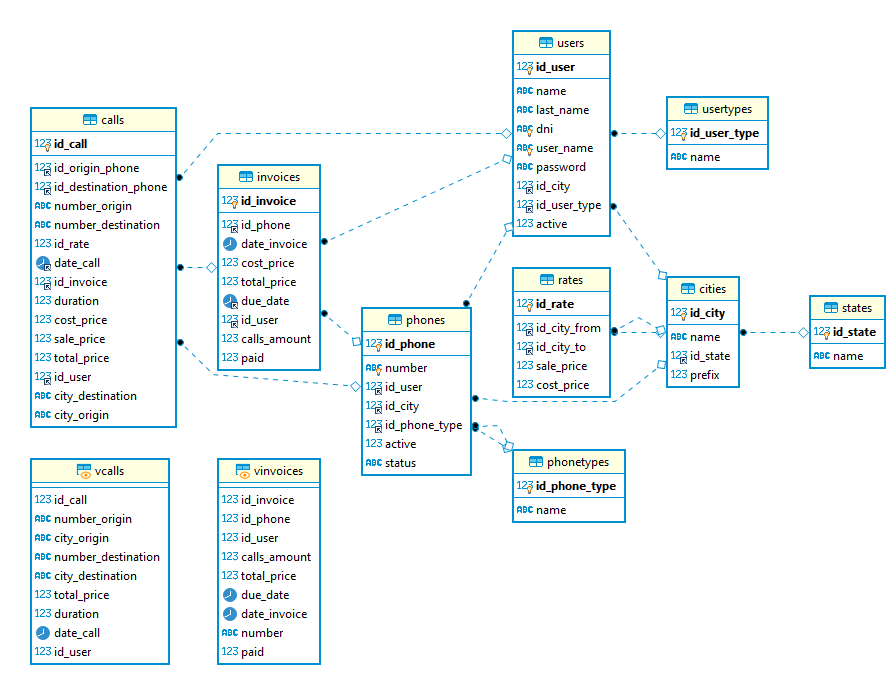 users
123 id_user
ABC name
ABC last_name
ABC dni
ABC user_name
ABC password
123 id_city
123 id_user_type
123 active
usertypes
123 id_user_type
ABC name
calls
123 id_call
123 id_origin_phone
123 id_destination_phone
ABC number_origin
ABC number_destination
123 id_rate
date_call
123 id_invoice
123 duration
123 cost_price
123 sale_price
123 total_price
123 id_user
ABC city_destination
ABC city_origin
invoices
123 id_invoice
123 id_phone
date_invoice
123 cost_price
123 total_price
due_date
123 id_user
123 calls_amount
123 paid
phones
123 id_phone
ABC number
123 id_user
123 id_city
123 id_phone_type
123 active
ABC status
rates
123 id_rate
123 id_city_from
123 id_city_to
123 sale_price
123 cost_price
cities
123 id_city
ABC name
123 id_state
123 prefix
states
123 id_state
ABC name
phonetypes
123 id_phone_type
ABC name
vcalls
123 id_call
ABC number_origin
ABC city_origin
ABC number_destination
ABC city_destination
123 total_price
123 duration
date_call
123 id_user
vinvoices
123 id_invoice
123 id_phone
123 id_user
123 calls_amount
123 total_price
due_date
date_invoice
ABC number
123 paid